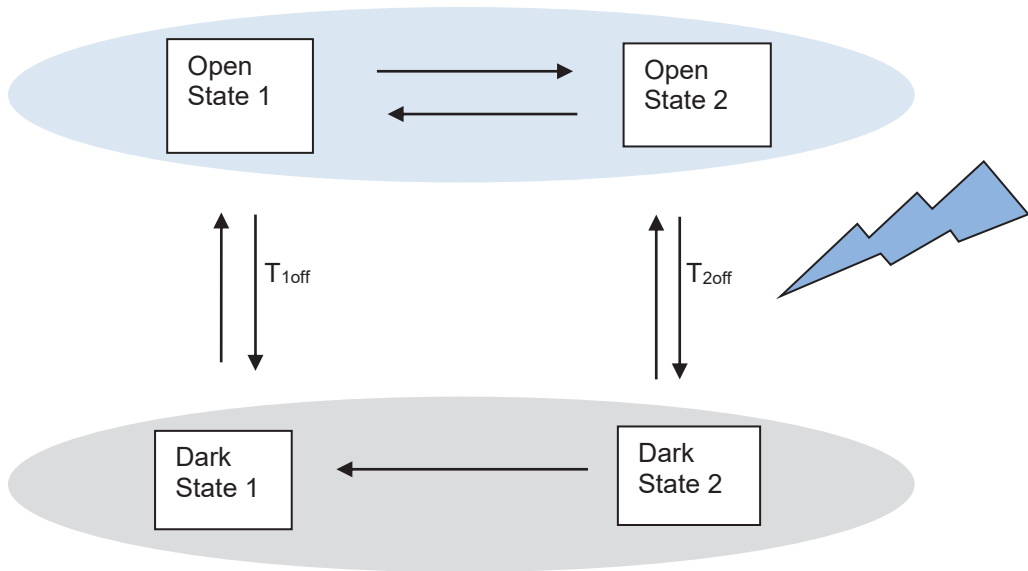 Open
State 1
Open
State 2
T1off
T2off
Dark
State 1
Dark
State 2